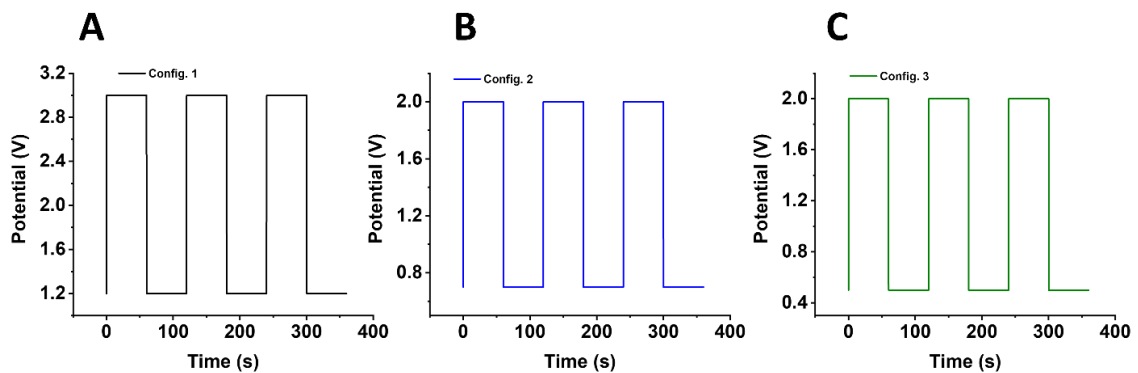 A
B
C
Config. 1
Config. 2
Config. 3
Potential (V)
3.2
2.8
2.4
2.0
1.6
1.2
0 100 200 300 400
Time (s)
Potential (V)
2.0
1.6
1.2
0.8
0 100 200 300 400
Time (s)
Potential (V)
2.0
1.6
1.2
0.8
0.4
0 100 200 300 400
Time (s)